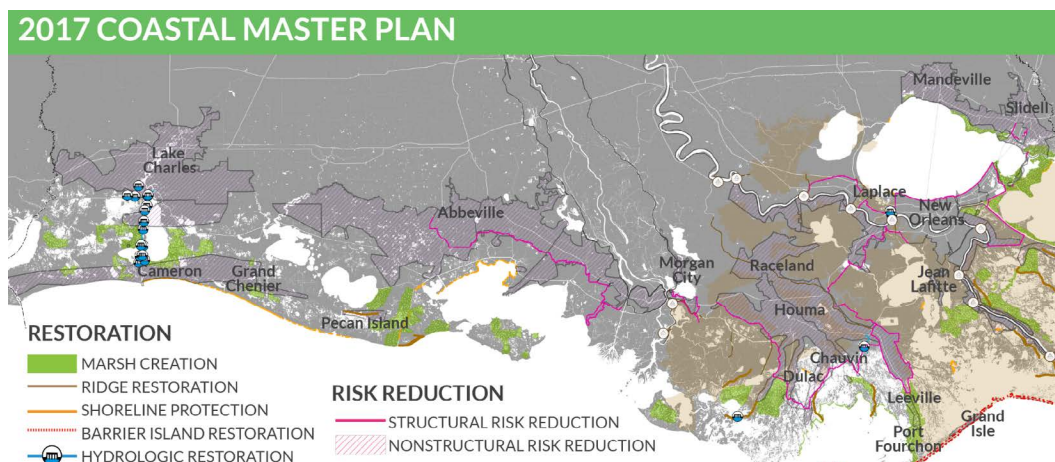 2017 COASTAL MASTER PLAN
Mandeville
Slidell
Lake
Charles
Laplace
Abbeville
New
Orleans
Morgan
City
Raceland
Jean
Lafitte
Cameron
Grand
Chenier
Houma
Pecan Island
Chauvin
Dulac
Leeville
Grand
Isle
Port
Fourchon
RESTORATION
MARSH CREATION
RIDGE RESTORATION
SHORELINE PROTECTION
BARRIER ISLAND RESTORATION
HYDROLOGIC RESTORATION
RISK REDUCTION
STRUCTURAL RISK REDUCTION
NONSTRUCTURAL RISK REDUCTION